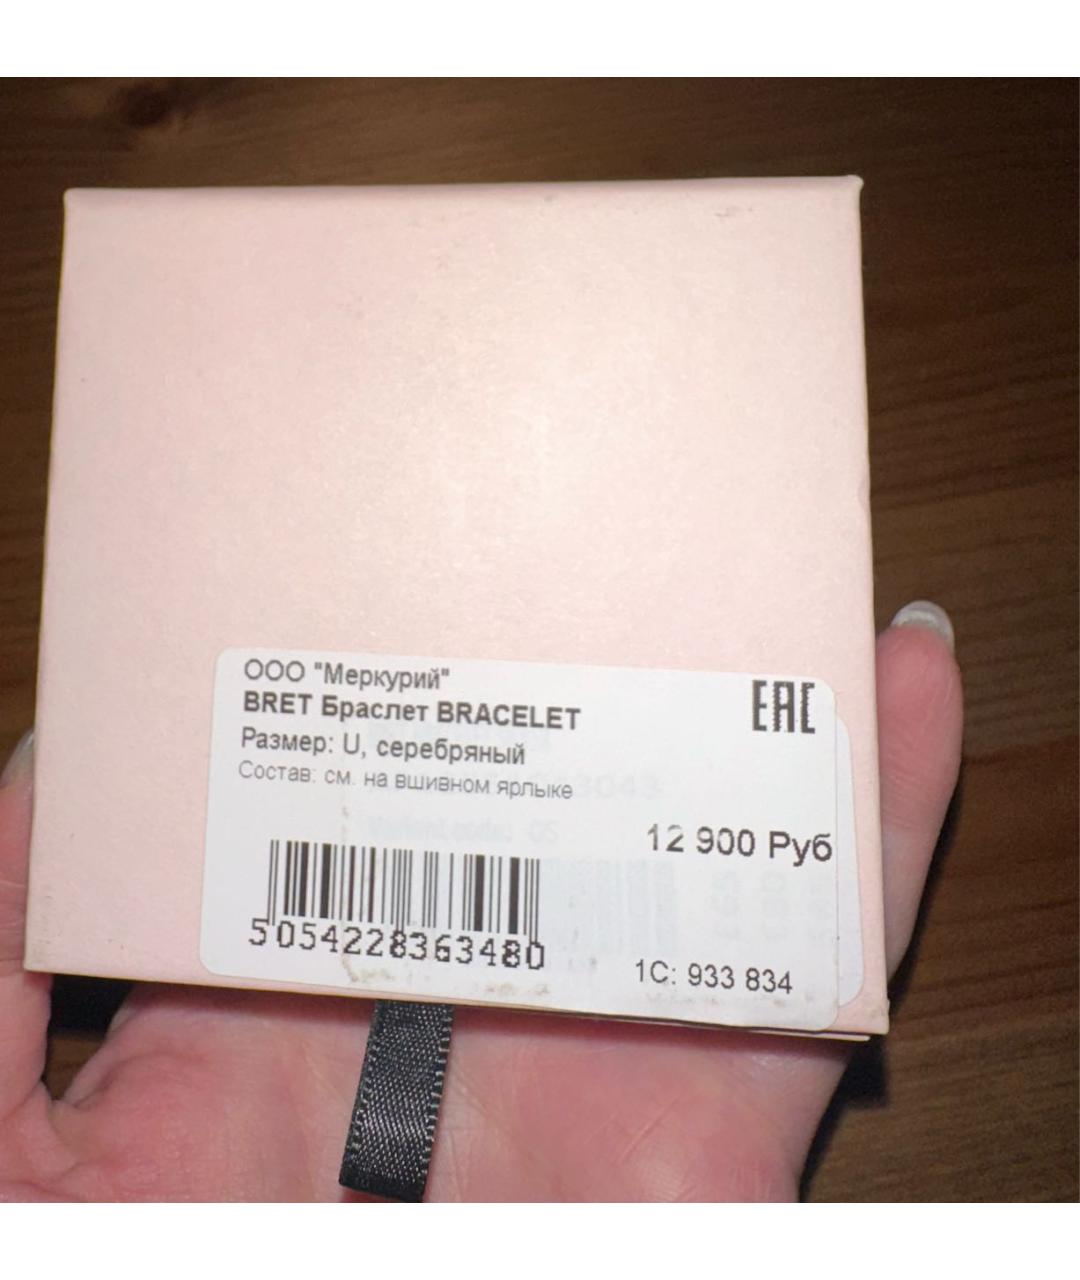 ООО "Меркурий"
EAC
BRET Браслет BRACELET
Размер: U, серебряный
Состав: см. на вшивном ярлыке
12 900 Руб
5054228363480
1С: 933 834